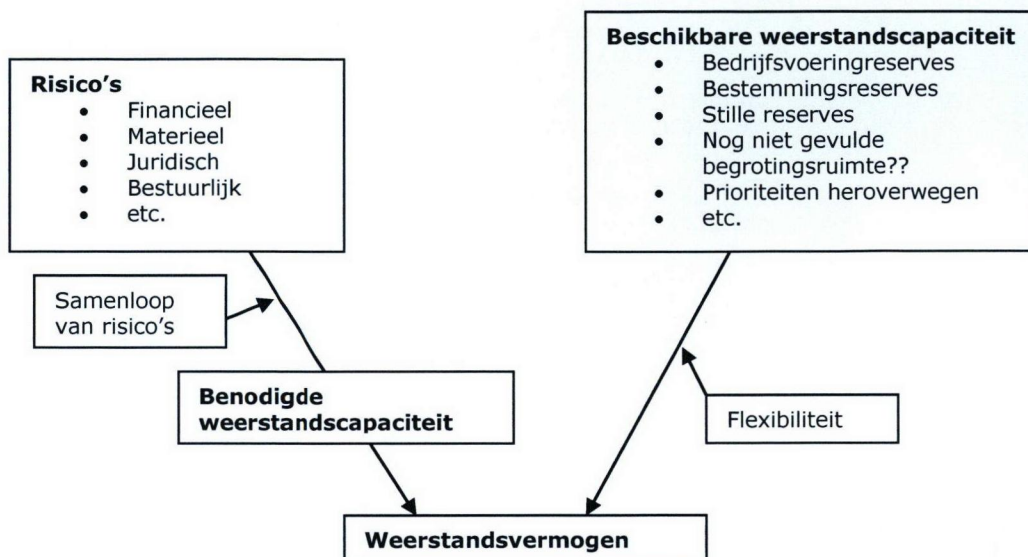 Risico's
• Financieel
• Materieel
• Juridisch
• Bestuurlijk
• etc.
Beschikbare weerstandscapaciteit
• Bedrijfsvoeringreserves
• Bestemmingsreserves
• Stille reserves
• Nog niet gevulde
begrotingsruimte??
• Prioriteiten heroverwegen
• etc.
Samenloop
van risico's
Benodigde
weerstandscapaciteit
Flexibiliteit
Weerstandsvermogen